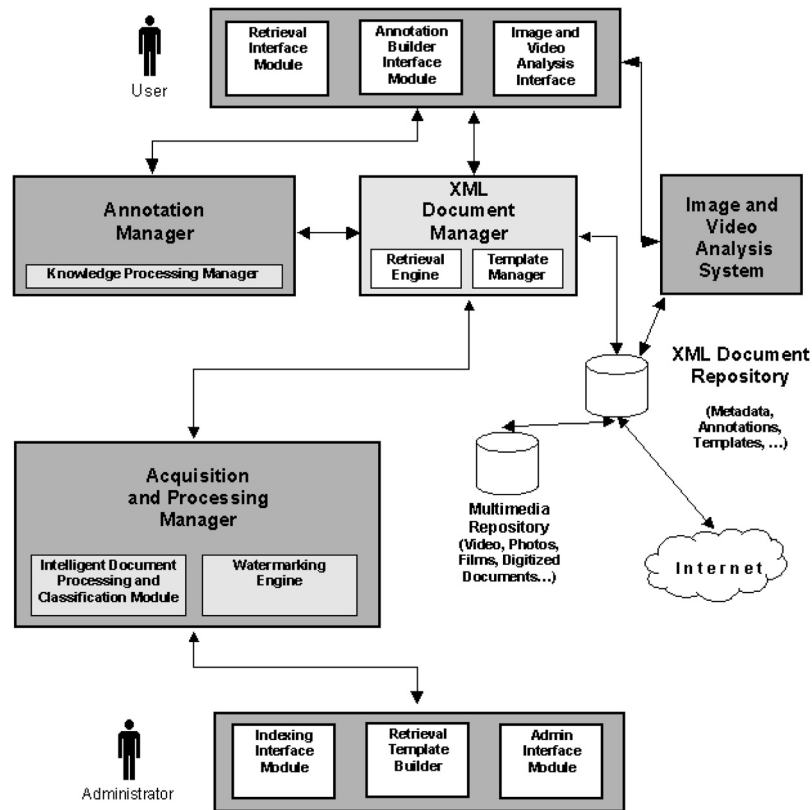 Retrieval
Interface
Module
Annotation
Builder
Interface
Module
Image and
Video
Analysis
Interface
User
Annotation
Manager
Knowledge Processing Manager
XML
Document
Manager
Retrieval
Engine
Template
Manager
Image and
Video
Analysis
System
XML Document
Repository
(Metadata,
Annotations,
Templates, ...)
Multimedia
Repository
(Video, Photos,
Films, Digitized
Documents...)
Internet
Acquisition
and Processing
Manager
Intelligent Document
Processing and
Classification Module
Watermarking
Engine
Administrator
Indexing
Interface
Module
Retrieval
Template
Builder
Admin
Interface
Module